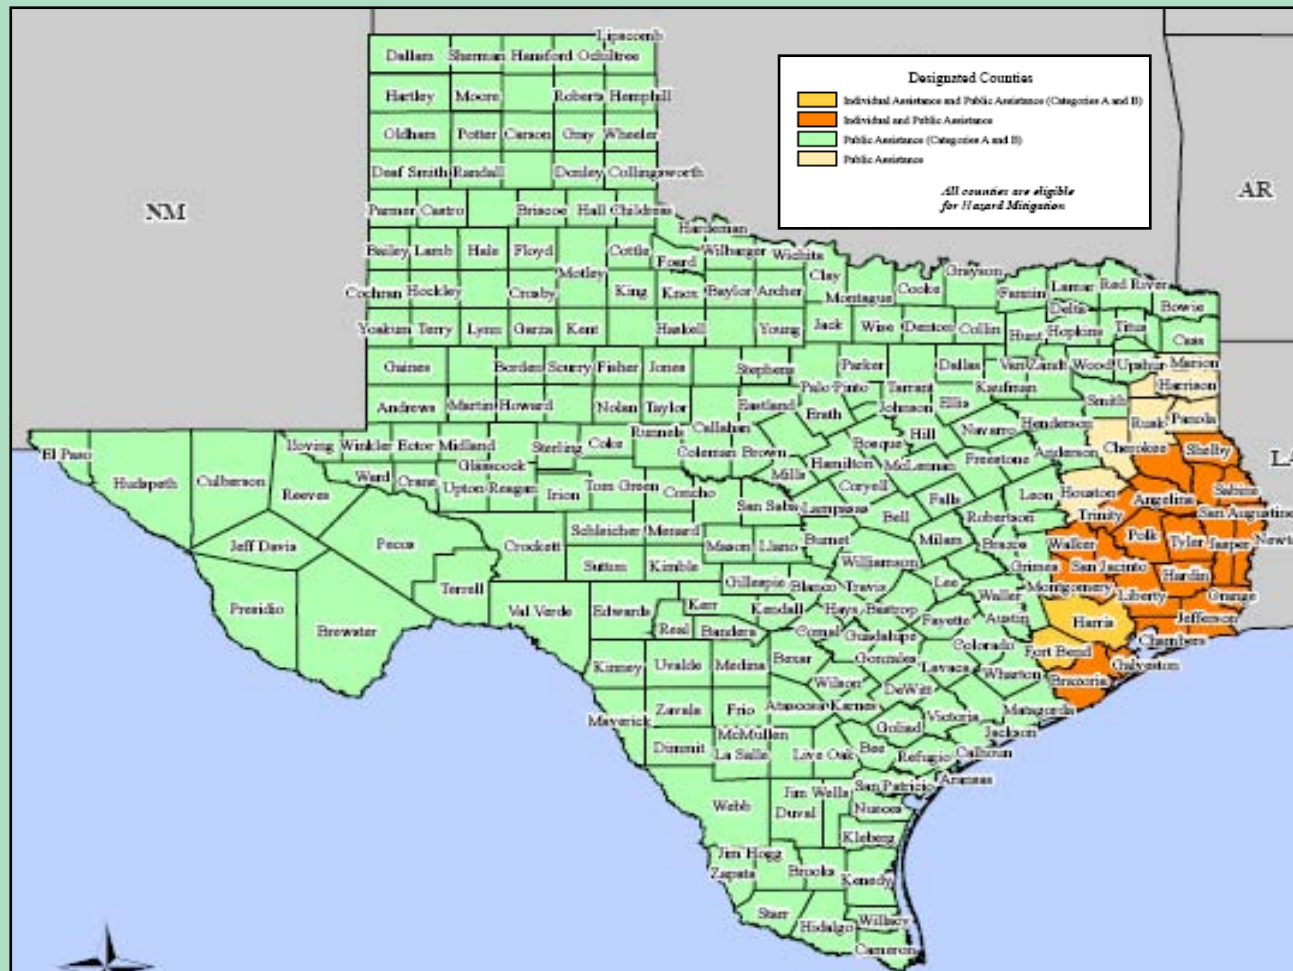 Lipscomb
Dallam Sherman Hansford Ochiltree
Designated Counties
Individual Assistance and Public Assistance (Categories A and B)
Individual and Public Assistance
Public Assistance (Categories A and B)
Public Assistance
All counties are eligible
for Hazard Mitigation
Hartley Moore Roberts Hemphill
Oldham Potter Carson Gray Wheeler
Deaf Smith Randall Donley Collingsworth
AR
NM
Parmer Castro Briscoe Hall Childress
Hardeman
Bailey Lamb Hale Floyd Cottle Foard Wilbarger Wichita
Motley Clay Grayson
Cochran Hockley Crosby King Knox Baylor Archer Montague Cooke Fannin Lamar Red River
Delta Bowie
Yoakum Terry Lynn Garza Kent Haskell Young Jack Wise Denton Collin Hunt Hopkins Titus
Cass
Gaines Borden Scurry Fisher Jones Stephens Parker Dallas Van Zandt Wood Upshur Marion
Palo Pinto Tarrant Kaufman Harrison
Andrews Martin Howard Nolan Taylor Eastland Erath Johnson Ellis Smith
Rusk Panola
Callahan Hill Navarro Henderson
El Paso Loving Winkler Ector Midland Sterling Coke Runnels Bosque
Coleman Brown Hamilton McLennan Freestone Anderson Cherokee Shelby
LA
Hudspeth Culberson Reeves Ward Crane Glasscock
Upton Reagan Irion Tom Green Concho Mills Coryell Falls Leon Houston Angelina Sabine
San Saba Lampasas Bell Robertson Trinity San Augustine
Jeff Davis Pecos Crockett Schleicher Menard Mason Llano Burnet Milam Brazos Walker Polk Tyler Jasper Newto
Sutton Kimble Williamson Grimes San Jacinto Hardin
Terrell Gillespie Blanco Travis Lee Waller Montgomery Liberty Orange
Presidio Brewster Val Verde Edwards Kerr Kendall Hays Bastrop Fayette Austin Harris Jefferson
Real Bandera Comal Guadalupe Colorado Fort Bend Chambers
Kinney Uvalde Medina Bexar Gonzales Lavaca Wharton Brazoria Galveston
Wilson DeWitt
Maverick Zavala Frio Atascosa Karnes Victoria Matagorda
Goliad Jackson
Dimmit McMullen
La Salle Live Oak Bee Refugio Calhoun
Aransas
Webb Jim Wells San Patricio
Duval Nueces
Kleberg
Jim Hogg
Zapata Brooks Kenedy
Starr Hidalgo Willacy
Cameron